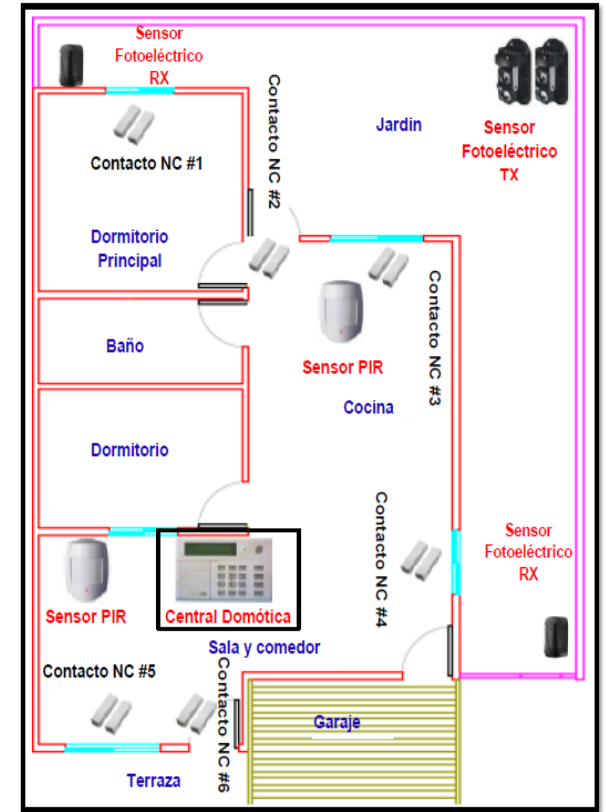 Sensor
Fotoeléctrico
RX
Contacto NC #1
Contacto NC #2
Jardin
Sensor
Fotoeléctrico
TX
Dormitorio
Principal
Contacto NC #3
Sensor PIR
Baño
Cocina
Dormitorio
Contacto NC #4
Sensor
Fotoeléctrico
RX
Sensor PIR
Central Domótica
Sala y comedor
Contacto NC #5
Contacto NC #6
Garaje
Terraza